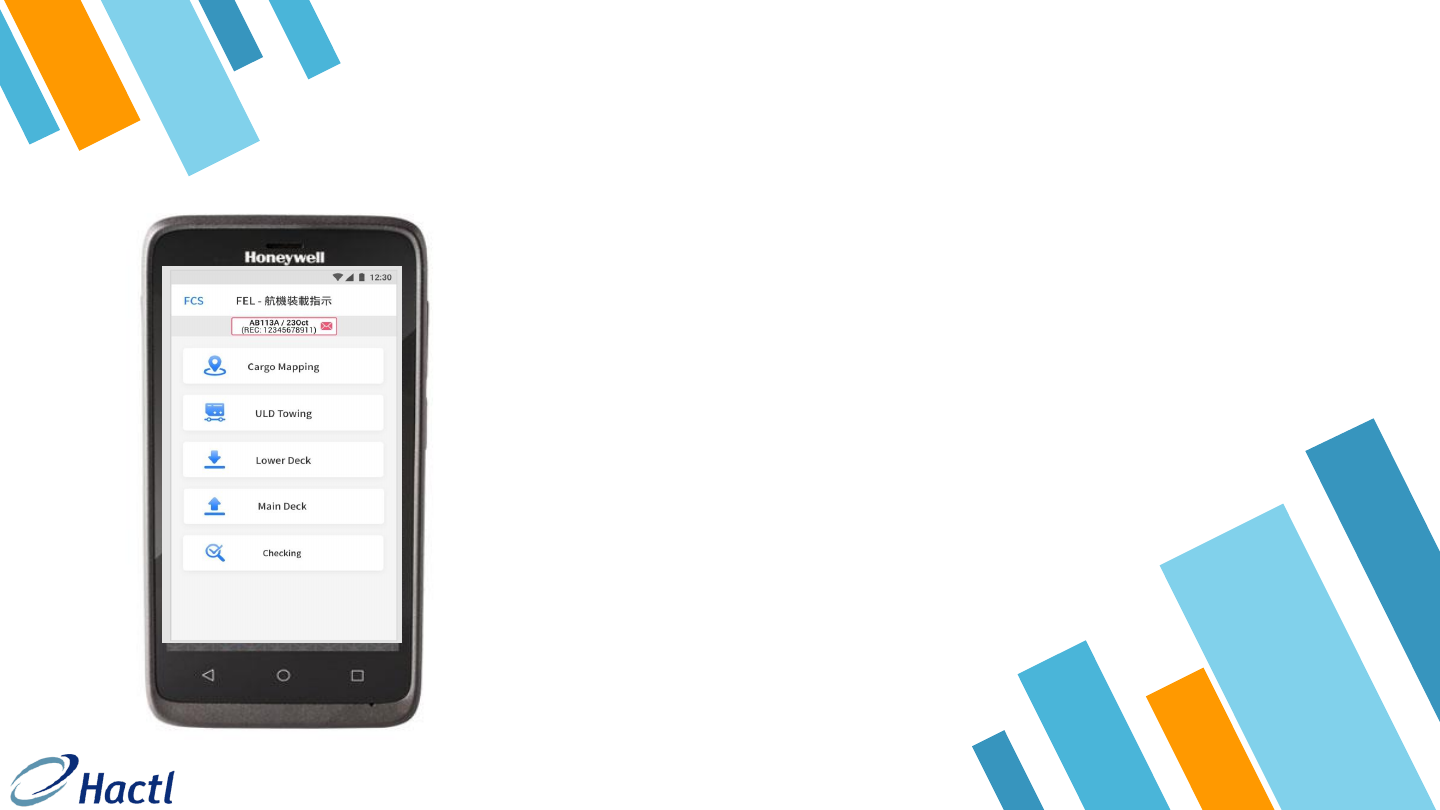 Honeywell
12:30
FCS FEL - 航機裝載指示
AB113A / 23Oct
(REC: 12345678911)
Cargo Mapping
ULD Towing
Lower Deck
Main Deck
Checking
Hactl